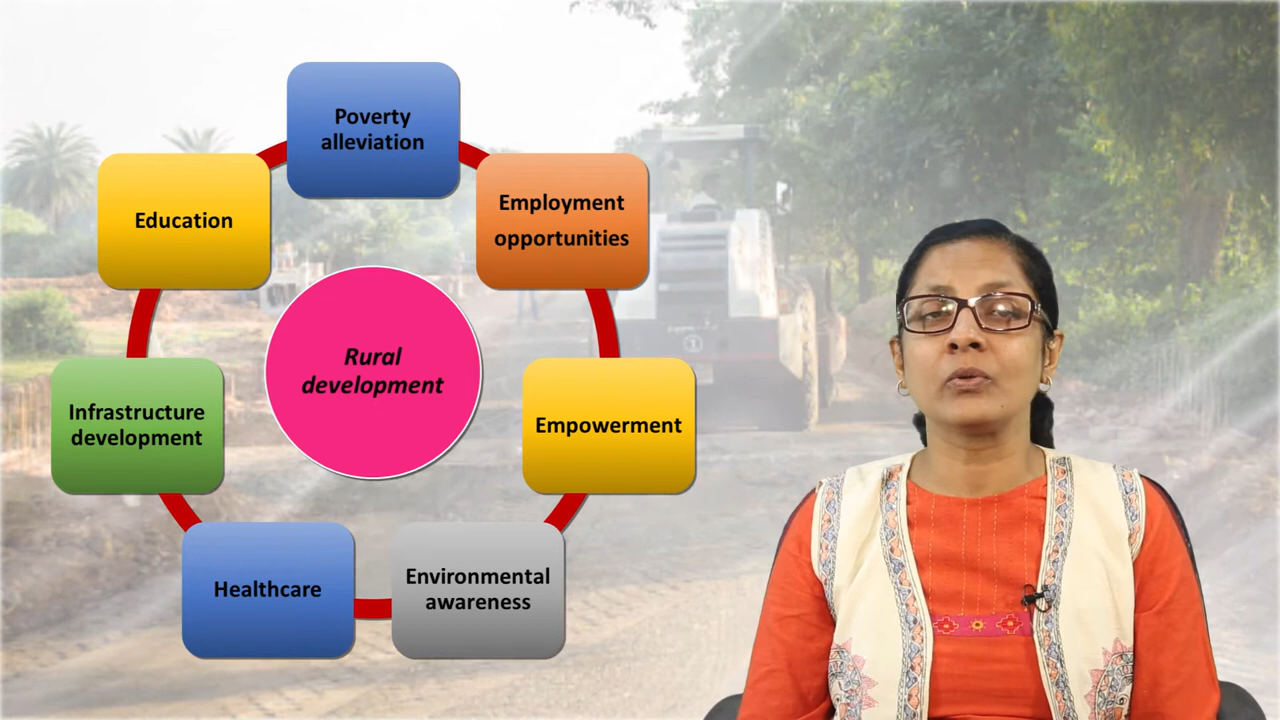 Poverty
alleviation
Employment
opportunities
Empowerment
Environmental
awareness
Healthcare
Infrastructure
development
Education
Rural
development